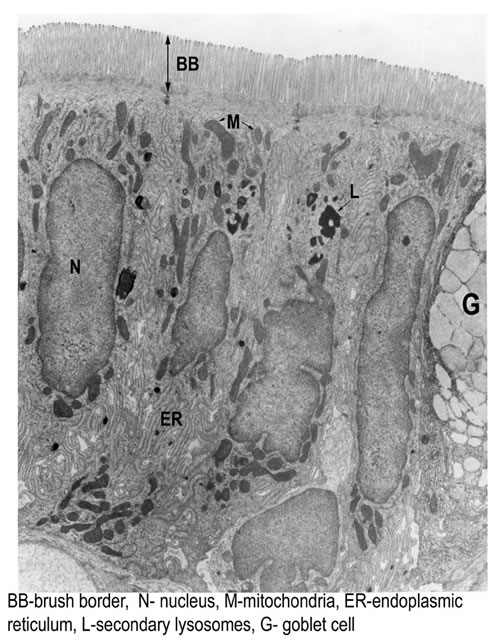 BB
M
L
N
G
ER
BB-brush border, N- nucleus, M-mitochondria, ER-endoplasmic
reticulum, L-secondary lysosomes, G- goblet cell